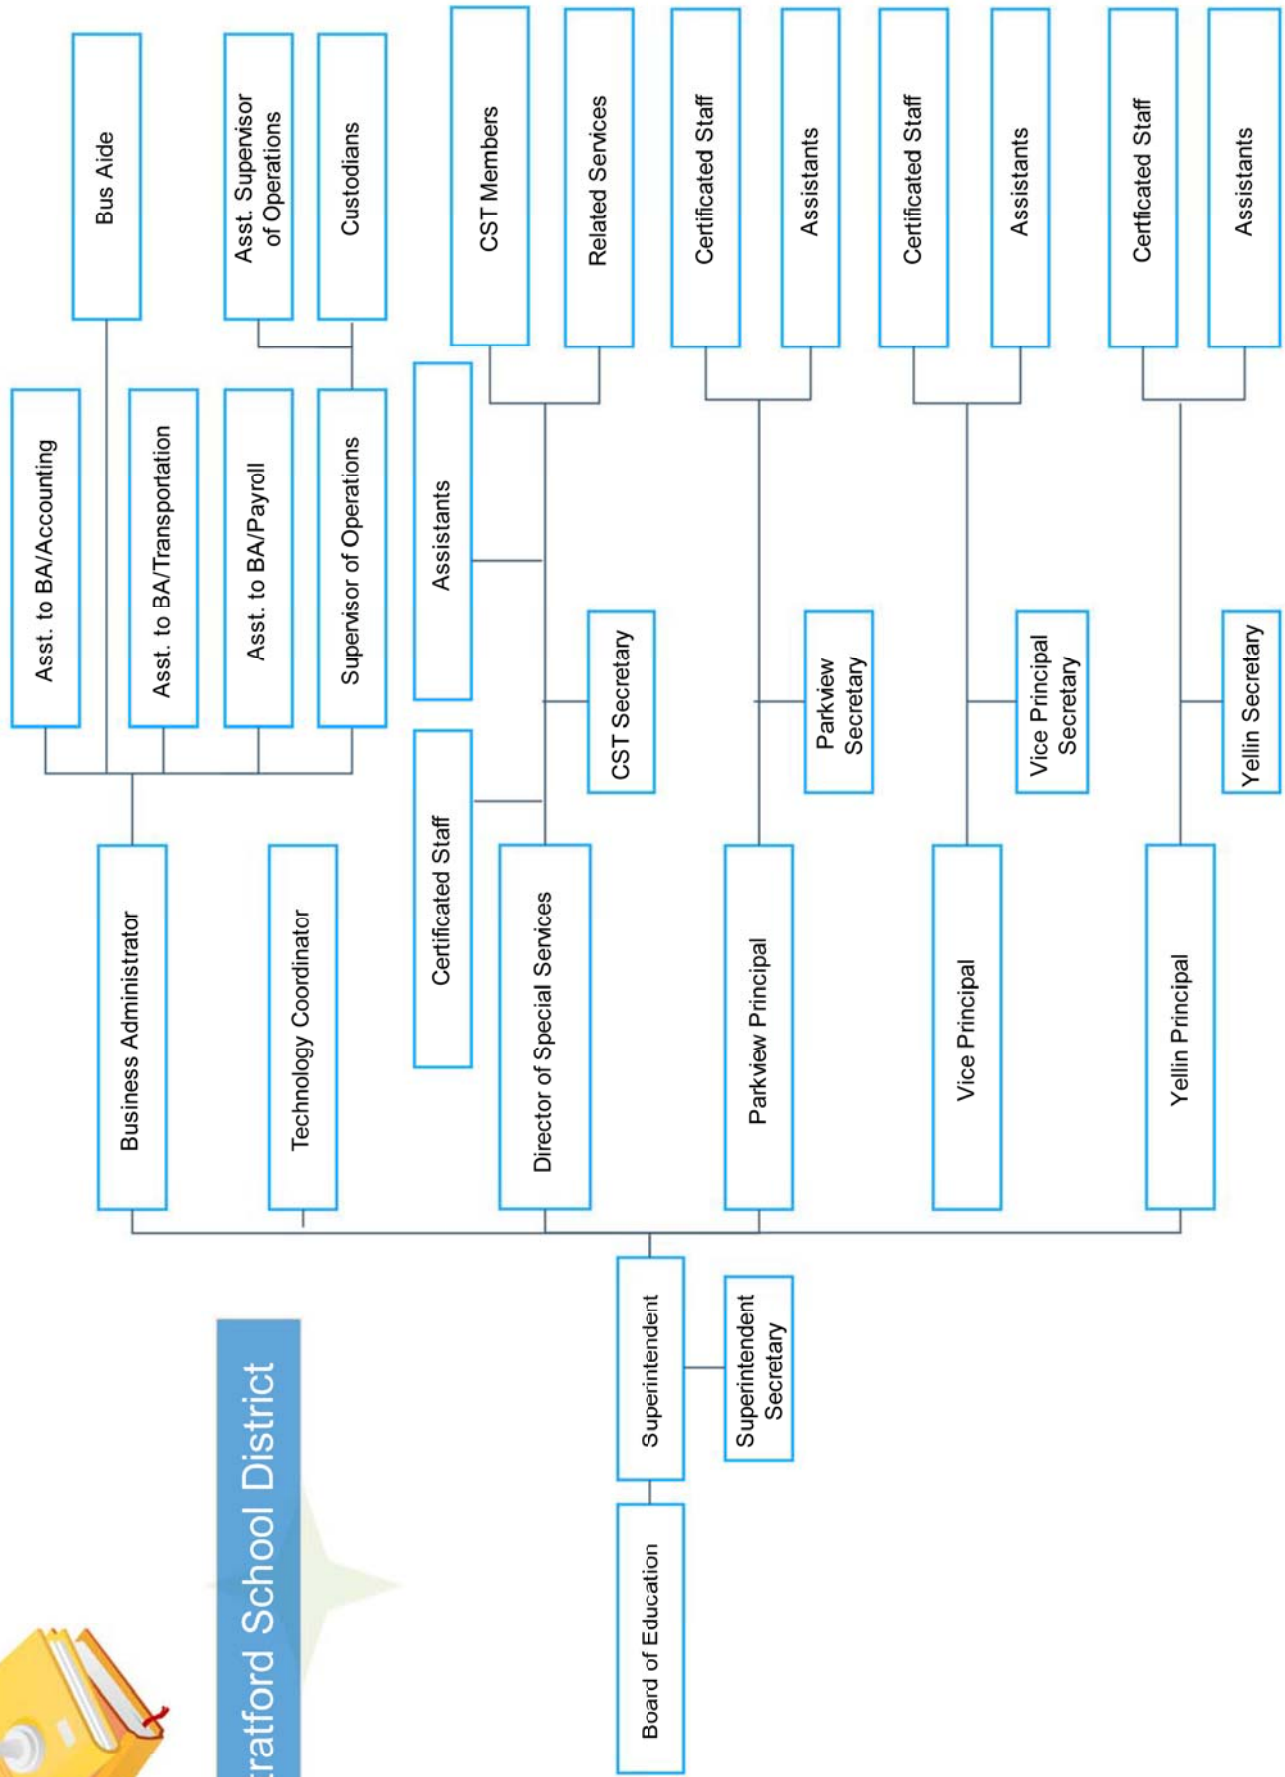 tratford School District
Board of Education
Superintendent
Superintendent
Secretary
Business Administrator
Asst. to BA/Accounting
Bus Aide
Asst. to BA/Transportation
Asst. to BA/Payroll
Supervisor of Operations
Asst. Supervisor
of Operations
Custodians
Technology Coordinator
Director of Special Services
Certificated Staff
Assistants
CST Secretary
CST Members
Related Services
Parkview Principal
Parkview
Secretary
Certificated Staff
Assistants
Vice Principal
Vice Principal
Secretary
Certificated Staff
Assistants
Yellin Principal
Yellin Secretary
Certficated Staff
Assistants